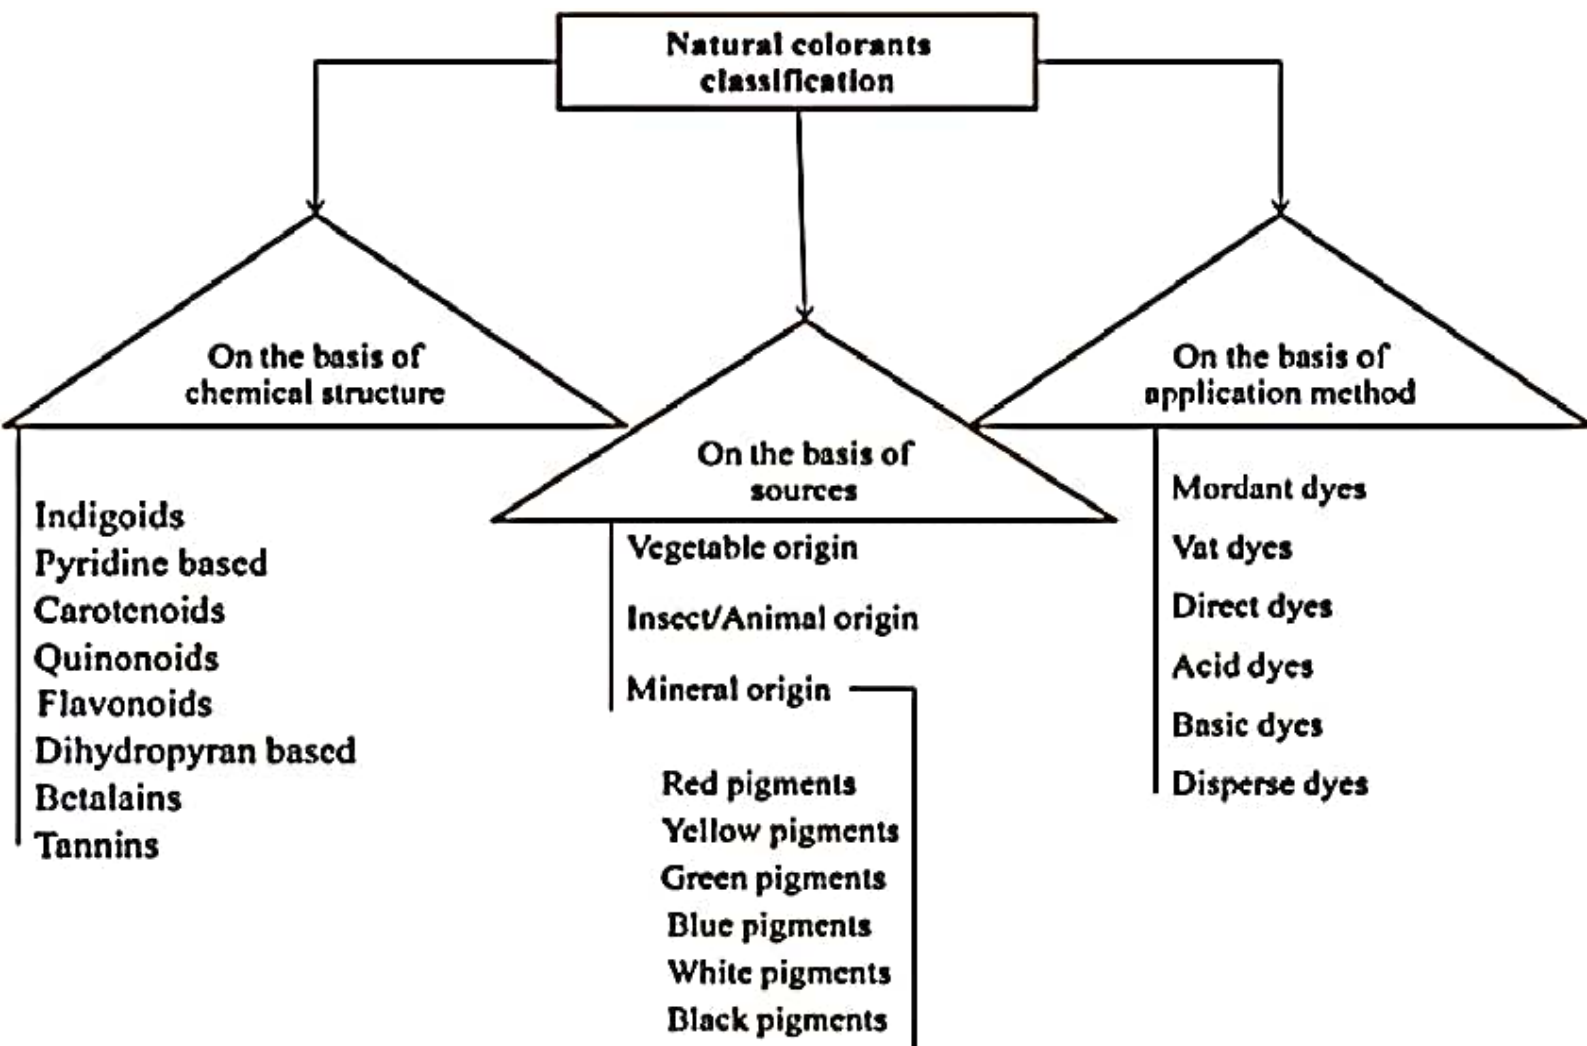 Natural colorants
classification
On the basis of
chemical structure
Indigoids
Pyridine based
Carotenoids
Quinonoids
Flavonoids
Dihydropyran based
Betalains
Tannins
On the basis of
sources
Vegetable origin
Insect/Animal origin
Mineral origin
Red pigments
Yellow pigments
Green pigments
Blue pigments
White pigments
Black pigments
On the basis of
application method
Mordant dyes
Vat dyes
Direct dyes
Acid dyes
Basic dyes
Disperse dyes